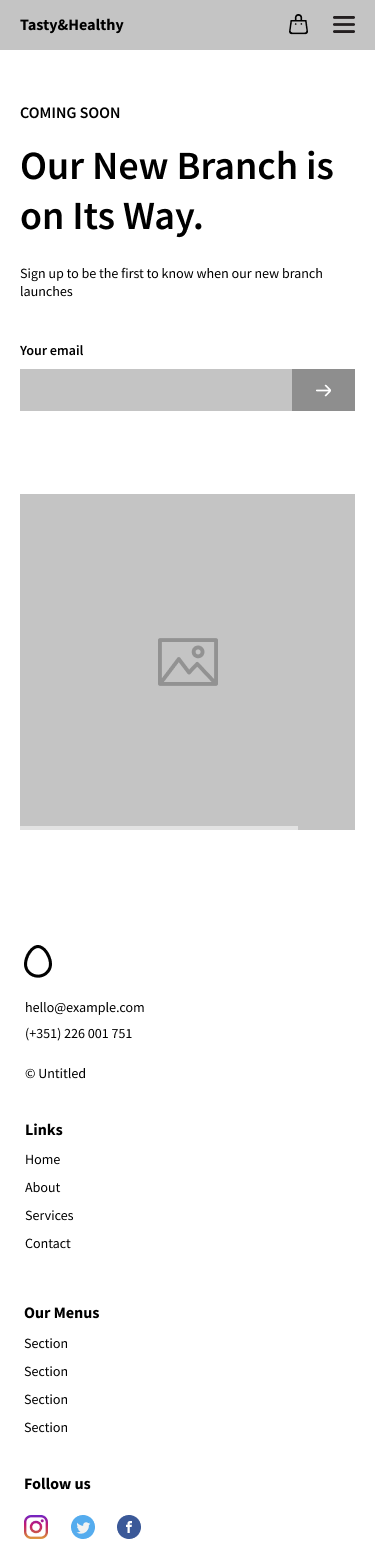 Tasty&Healthy
COMING SOON
Our New Branch is
on Its Way.
Sign up to be the first to know when our new branch
launches
Your email
hello@example.com
(+351) 226 001 751
© Untitled
Links
Home
About
Services
Contact
Our Menus
Section
Section
Section
Section
Follow us